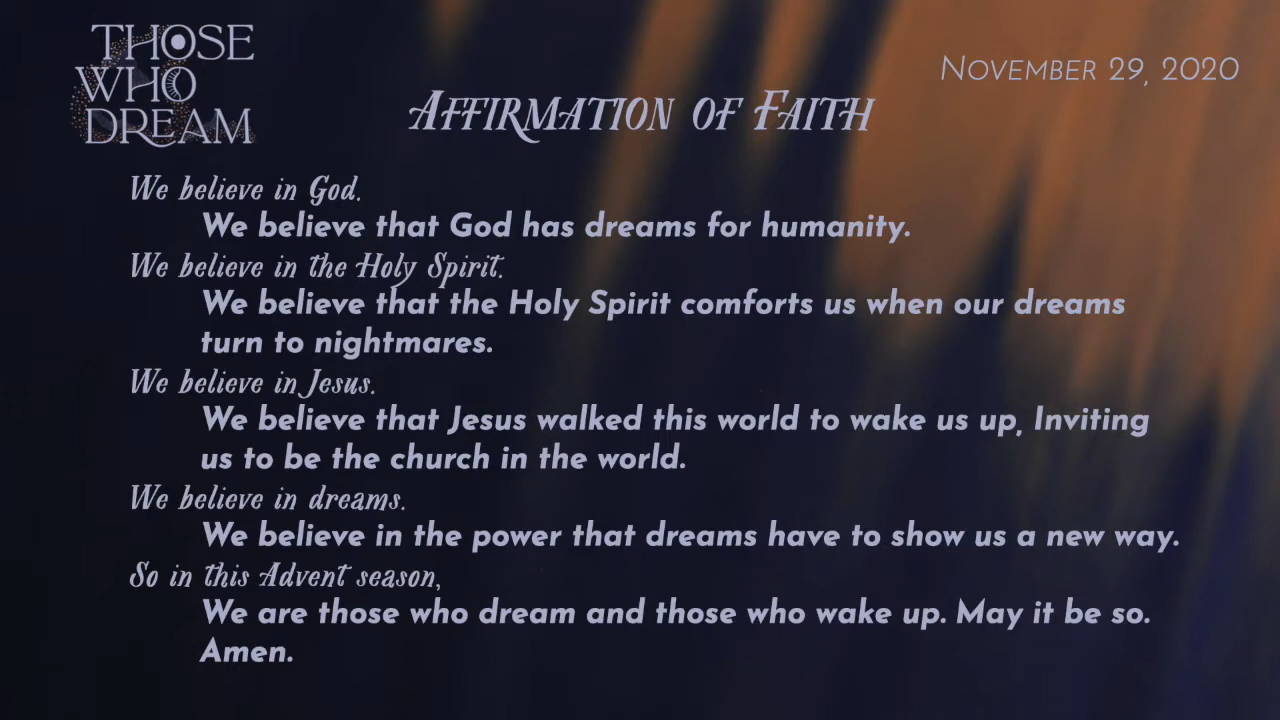 THOSE
WHO
DREAM
NOVEMBER 29, 2020
AFFIRMATION OF FAITH
We believe in God.
We believe that God has dreams for humanity.
We believe in the Holy Spirit.
We believe that the Holy Spirit comforts us when our dreams
turn to nightmares.
We believe in Jesus.
We believe that Jesus walked this world to wake us up, Inviting
us to be the church in the world.
We believe in dreams.
We believe in the power that dreams have to show us a new way.
So in this Advent season,
We are those who dream and those who wake up. May it be so.
Amen.